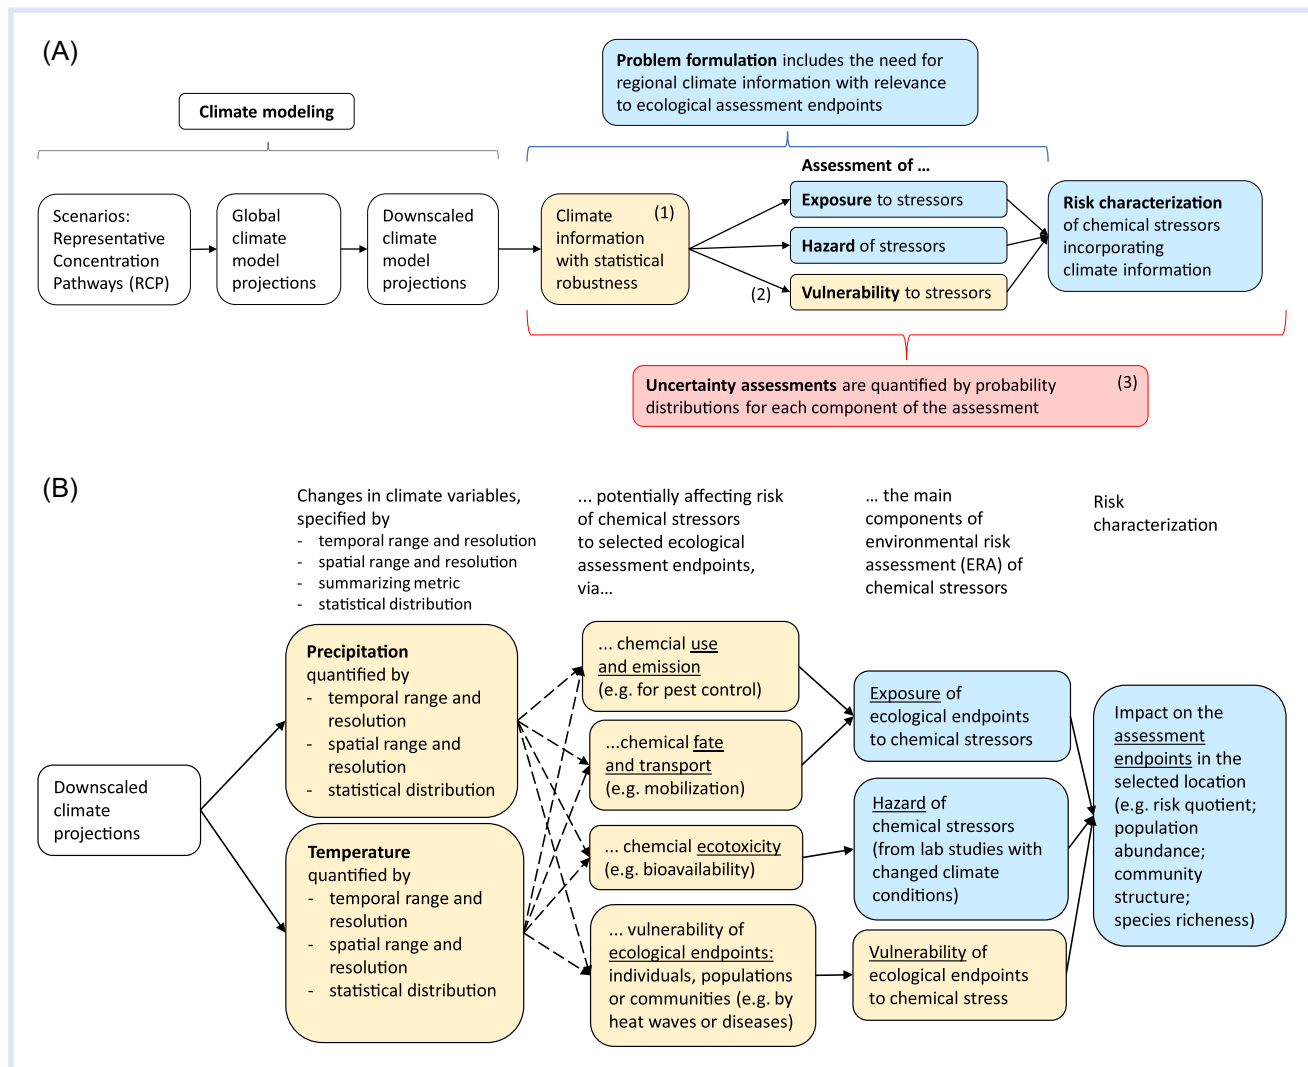 (A)
Problem formulation includes the need for
regional climate information with relevance
to ecological assessment endpoints
Climate modeling
Assessment of ...
Scenarios:
Representative
Concentration
Pathways (RCP)
Global
climate
model
projections
Downscaled
climate
model
projections
Climate (1)
information
with statistical
robustness
Exposure to stressors
Hazard of stressors
(2)
Vulnerability to stressors
Risk characterization
of chemical stressors
incorporating
climate information
Uncertainty assessments are quantified by probability (3)
distributions for each component of the assessment
(B)
Changes in climate variables,
specified by
- temporal range and resolution
- spatial range and resolution
- summarizing metric
- statistical distribution
... potentially affecting risk
of chemical stressors
to selected ecological
assessment endpoints,
via...
... the main
components of
environmental risk
assessment (ERA) of
chemical stressors
Risk
characterization
Downscaled
climate
projections
Precipitation
quantified by
- temporal range and
resolution
- spatial range and
resolution
- statistical distribution
Temperature
quantified by
- temporal range and
resolution
- spatial range and
resolution
- statistical distribution
... chemcial use
and emission
(e.g. for pest control)
...chemical fate
and transport
(e.g. mobilization)
... chemcial ecotoxicity
(e.g. bioavailability)
... vulnerability of
ecological endpoints:
individuals, populations
or communities (e.g. by
heat waves or diseases)
Exposure of
ecological endpoints
to chemical stressors
Hazard of
chemical stressors
(from lab studies with
changed climate
conditions)
Vulnerability of
ecological endpoints
to chemical stress
Impact on the
assessment
endpoints in the
selected location
(e.g. risk quotient;
population
abundance;
community
structure;
species richeness)